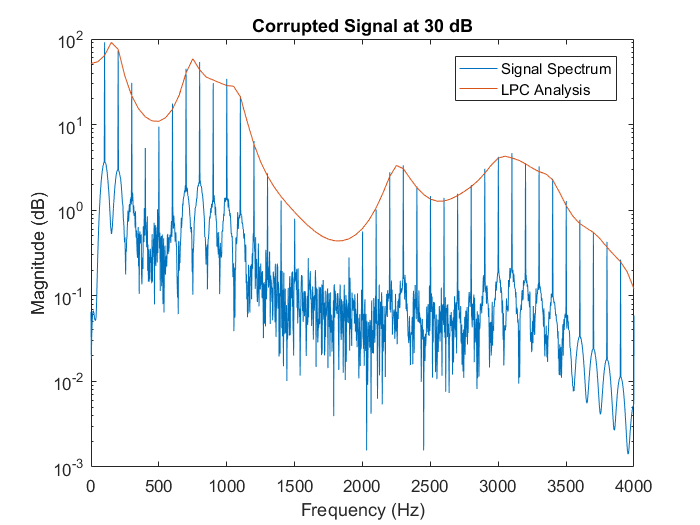 Corrupted Signal at 30 dB
Signal Spectrum
LPC Analysis
Magnitude (dB)
10^2
10^1
10^0
10^-1
10^-2
10^-3
0 500 1000 1500 2000 2500 3000 3500 4000
Frequency (Hz)